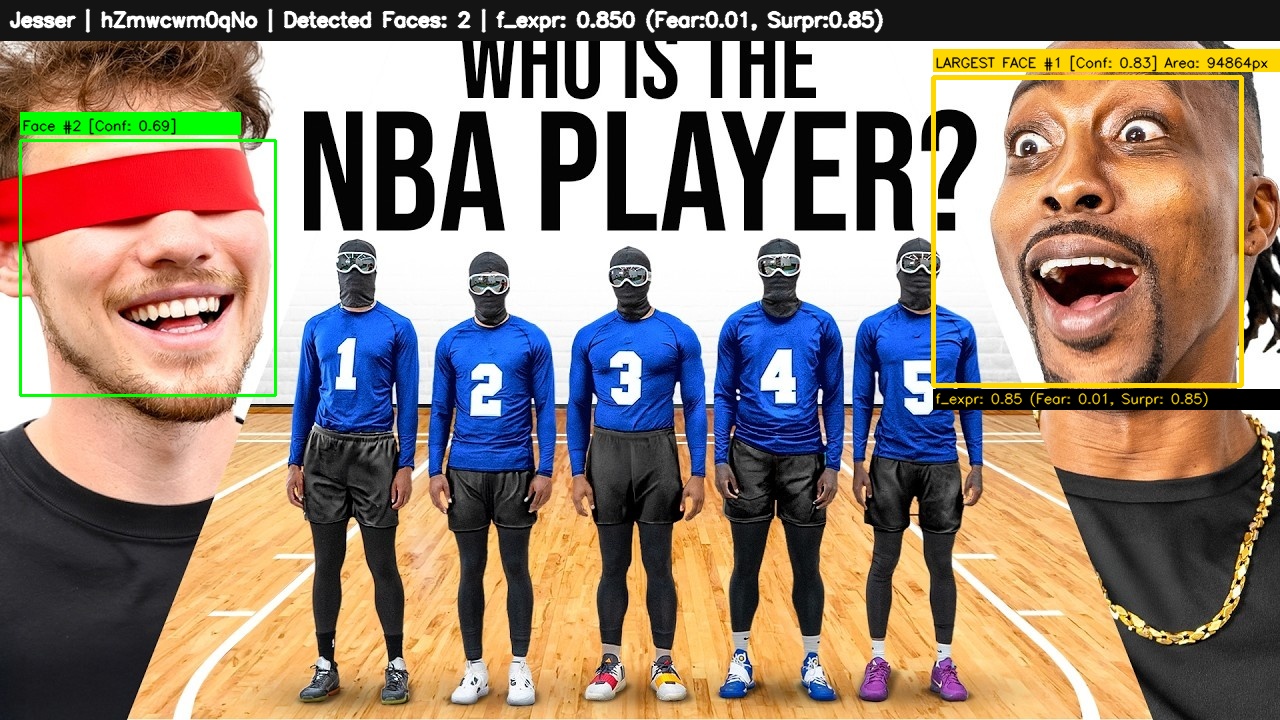 Jesser | hZmwcwm0qNo | Detected Faces: 2 | f_expr: 0.850 (Fear:0.01, Surpr:0.85)
WHO IS THE
LARGEST FACE #1 [Conf: 0.83] Area: 94864px
Face #2 [Conf: 0.69]
NBA PLAYER?
1
2
3
4
5
f_expr: 0.85 (Fear: 0.01, Surpr: 0.85)